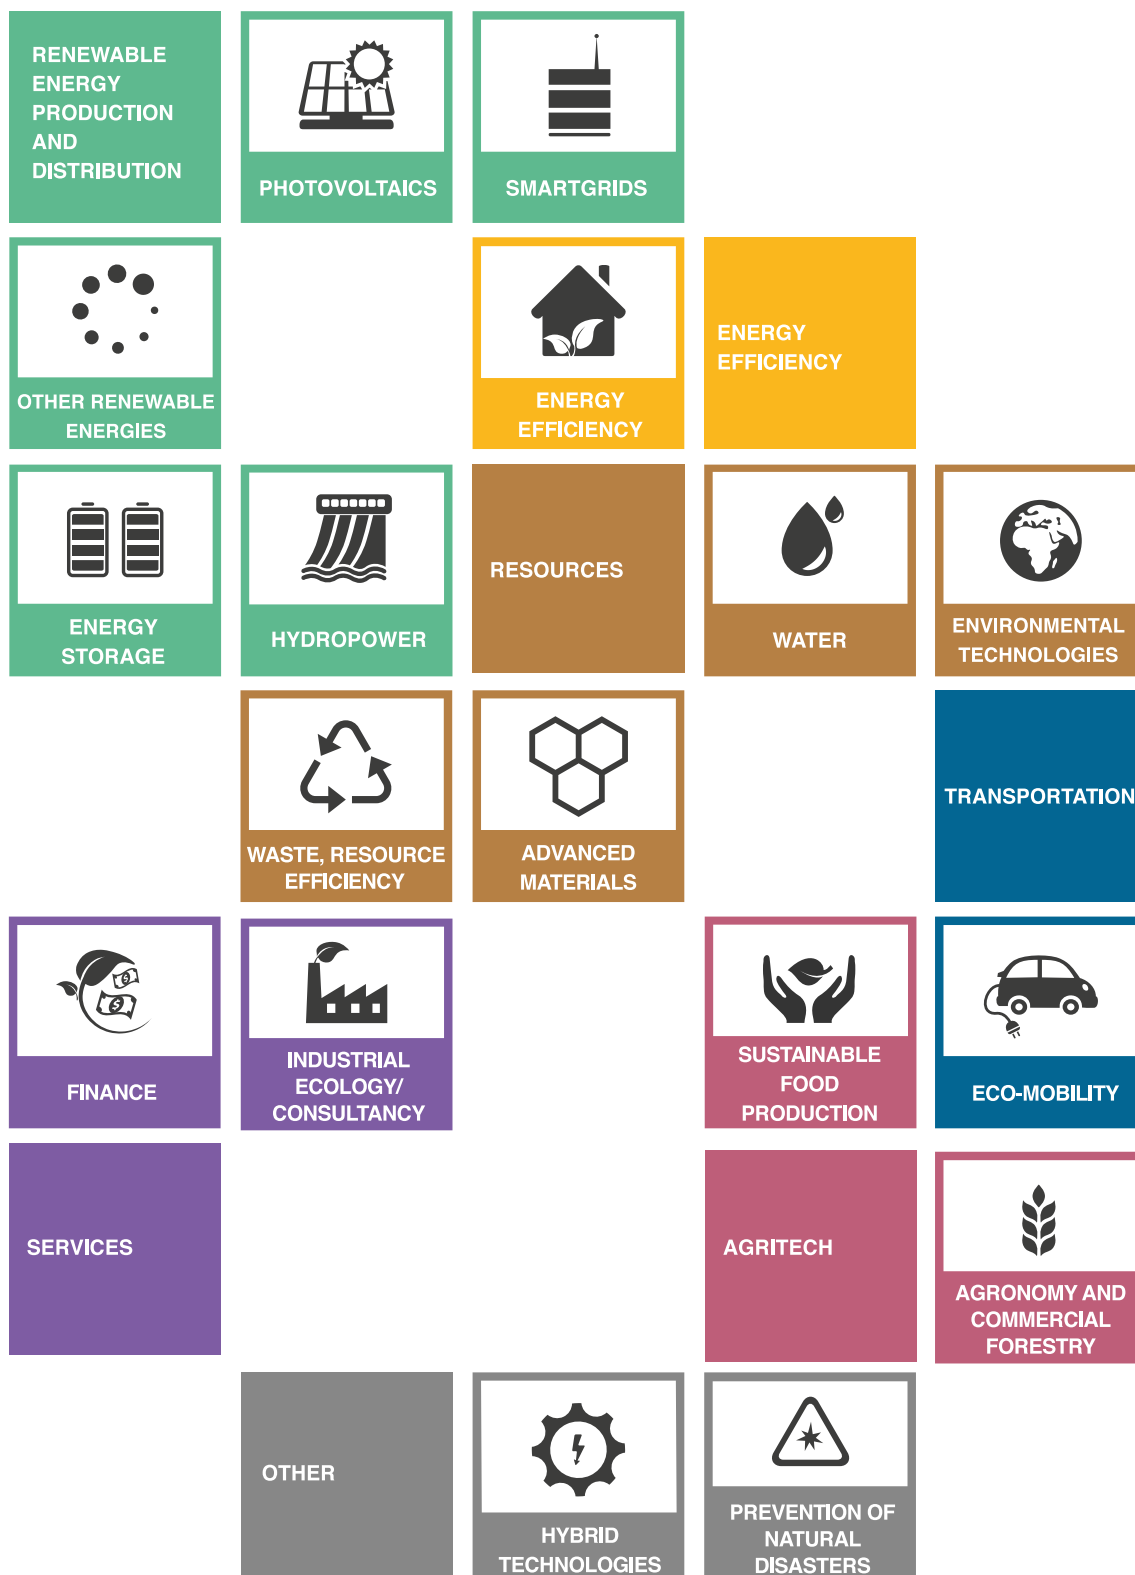 RENEWABLE
ENERGY
PRODUCTION
AND
DISTRIBUTION
PHOTOVOLTAICS
SMARTGRIDS
OTHER RENEWABLE
ENERGIES
ENERGY
EFFICIENCY
ENERGY
EFFICIENCY
ENERGY
STORAGE
HYDROPOWER
RESOURCES
WATER
ENVIRONMENTAL
TECHNOLOGIES
WASTE, RESOURCE
EFFICIENCY
ADVANCED
MATERIALS
TRANSPORTATION
FINANCE
INDUSTRIAL
ECOLOGY/
CONSULTANCY
SUSTAINABLE
FOOD
PRODUCTION
ECO-MOBILITY
SERVICES
AGRITECH
AGRONOMY AND
COMMERCIAL
FORESTRY
OTHER
HYBRID
TECHNOLOGIES
PREVENTION OF
NATURAL
DISASTERS